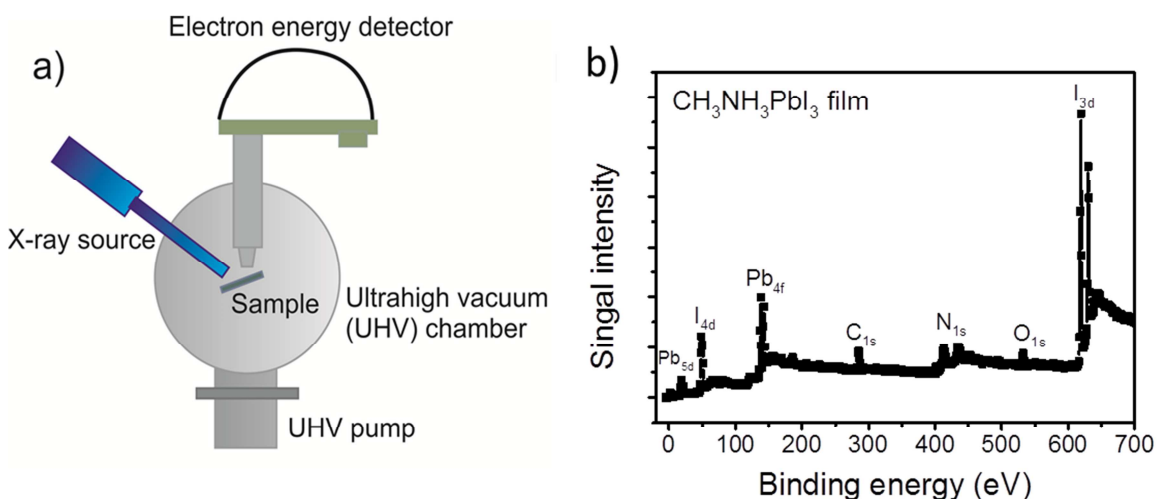 Electron energy detector
a)
X-ray source
Sample
Ultrahigh vacuum
(UHV) chamber
UHV pump
b)
CH₃NH₃PbI₃ film
I₃d
Pb₄f
I₄d
Pb₅d
C₁s
N₁s
O₁s
Singal intensity
0 100 200 300 400 500 600 700
Binding energy (eV)